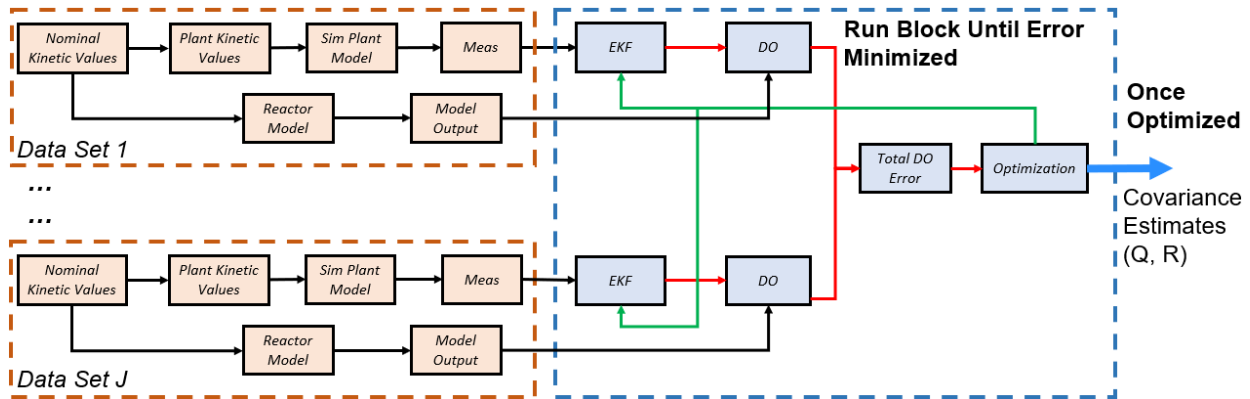 Nominal
Kinetic Values
Plant Kinetic
Values
Sim Plant
Model
Meas
EKF
DO
Run Block Until Error
Minimized
Reactor
Model
Model
Output
Data Set 1
Once
Optimized
...
...
Total DO
Error
Optimization
Covariance
Estimates
(Q, R)
Nominal
Kinetic Values
Plant Kinetic
Values
Sim Plant
Model
Meas
EKF
DO
Reactor
Model
Model
Output
Data Set J